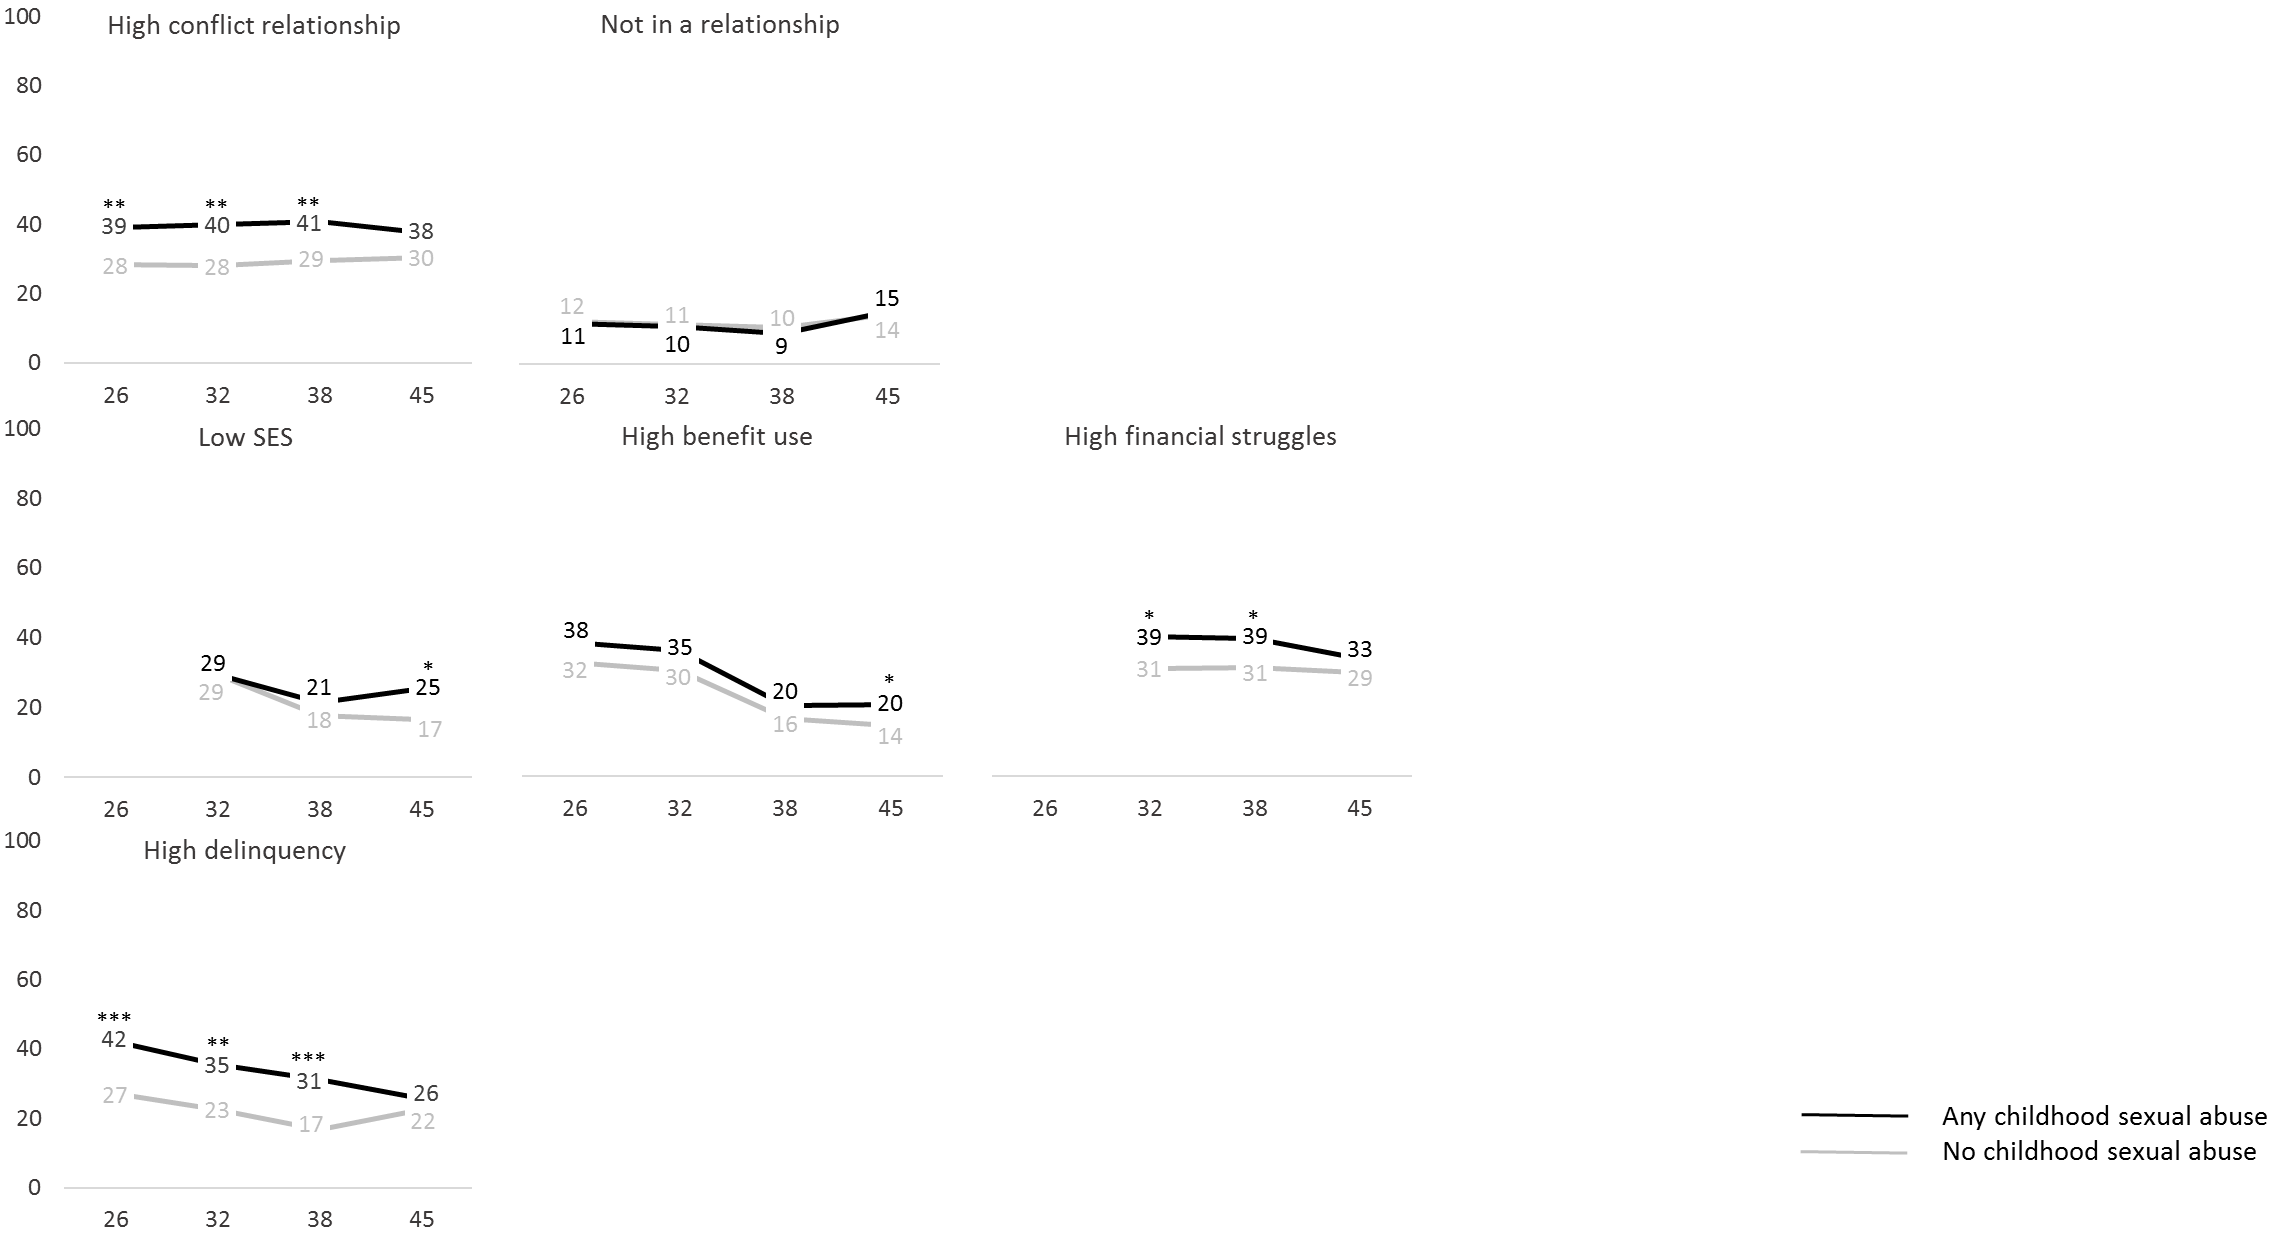 100
High conflict relationship
Not in a relationship
80
60
** ** **
39 40 41 38
28 28 29 30
40
20
12 11 10 15
11 10 9 14
0
26 32 38 45
26 32 38 45
100
Low SES
High benefit use
High financial struggles
80
60
40
29 21 * 25
29 18 17
38 35 20 * 20
32 30 16 14
* *
39 39 33
31 31 29
20
0
26 32 38 45
26 32 38 45
26 32 38 45
100
High delinquency
80
60
*** ** ***
42 35 31 26
27 23 17 22
40
20
0
26 32 38 45
Any childhood sexual abuse
No childhood sexual abuse